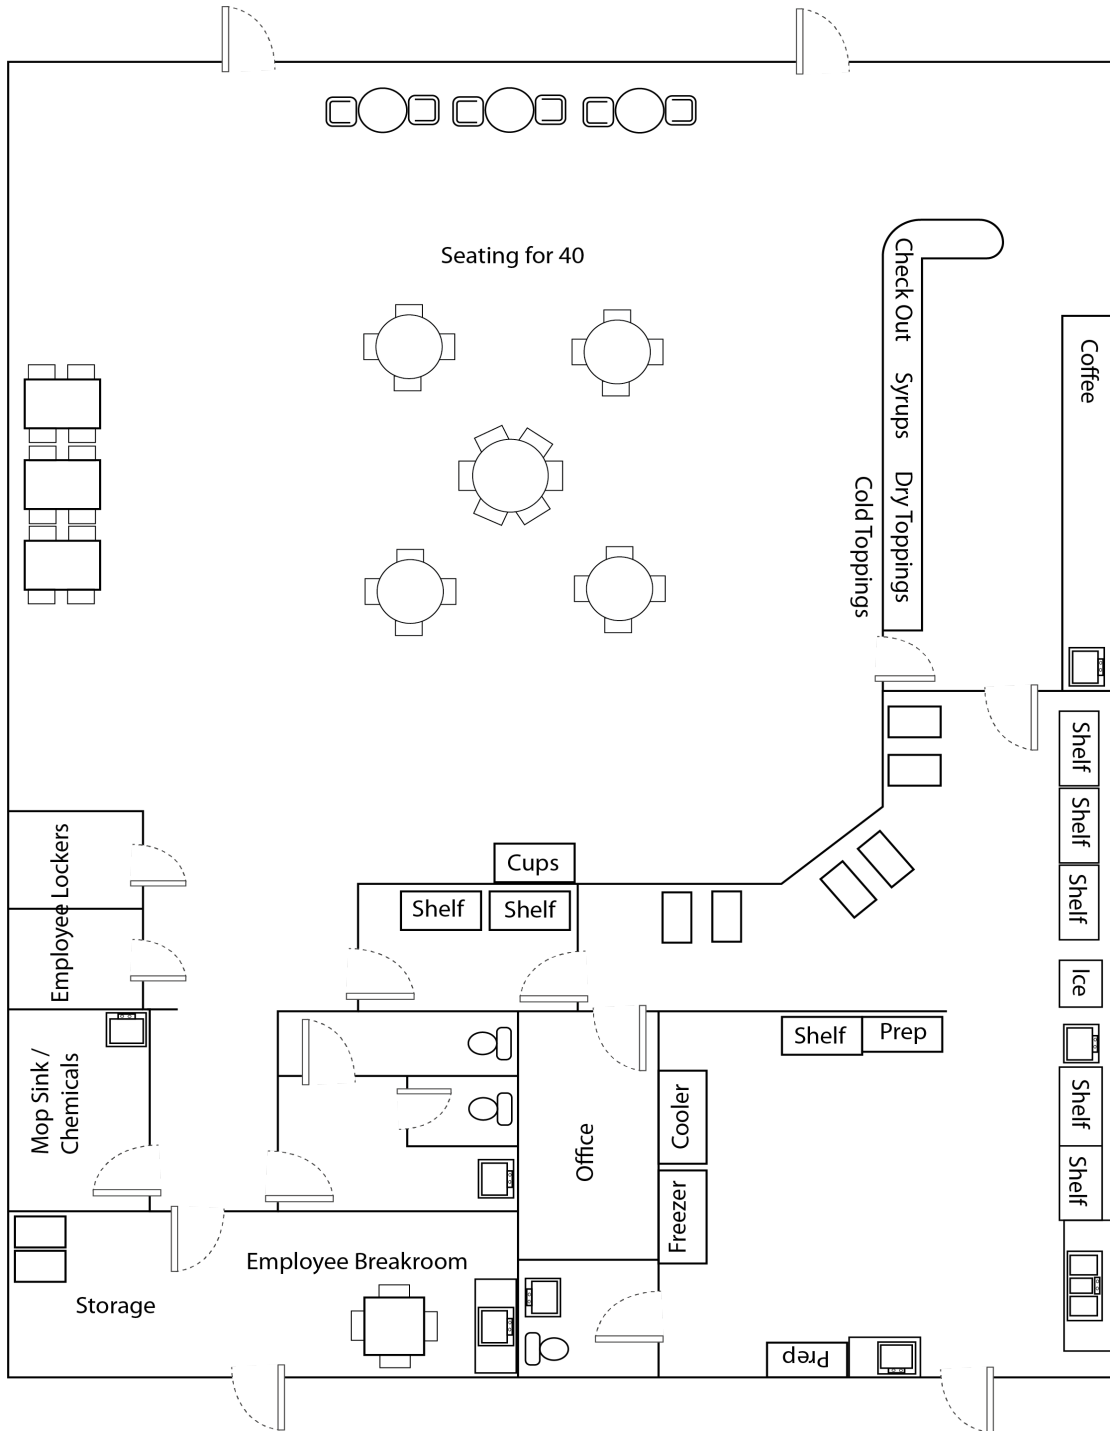 Seating for 40
Check Out
Syrups
Dry Toppings
Cold Toppings
Coffee
Shelf
Shelf
Shelf
Ice
Shelf
Shelf
Cups
Shelf
Shelf
Employee Lockers
Mop Sink /
Chemicals
Shelf
Prep
Cooler
Freezer
Office
Employee Breakroom
Storage
Prep